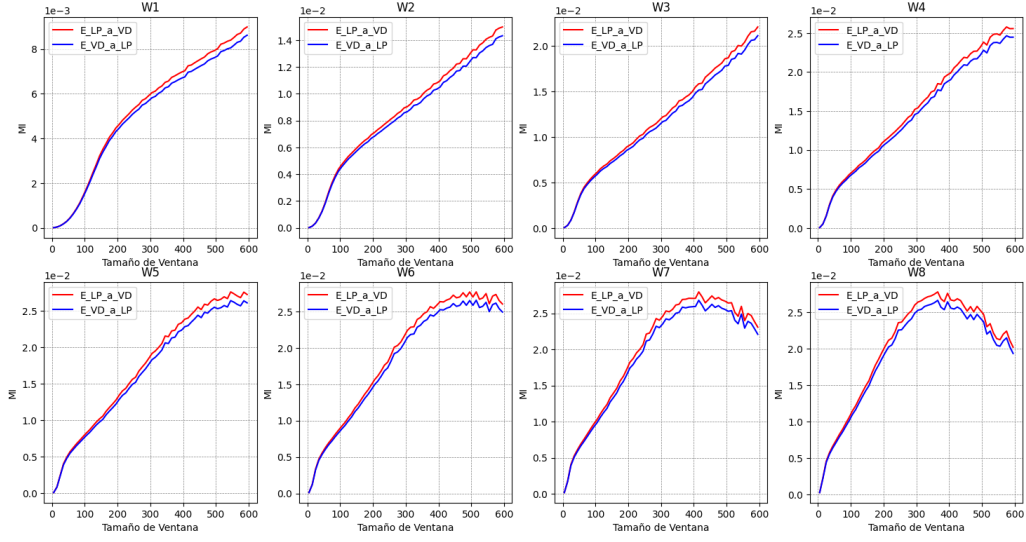 W1
1e−3
E_LP_a_VD
E_VD_a_LP
8
6
4
2
0
MI
0 100 200 300 400 500 600
Tamaño de Ventana
W2
1e−2
E_LP_a_VD
E_VD_a_LP
1.4
1.2
1.0
0.8
0.6
0.4
0.2
0.0
MI
0 100 200 300 400 500 600
Tamaño de Ventana
W3
1e−2
E_LP_a_VD
E_VD_a_LP
2.0
1.5
1.0
0.5
0.0
MI
0 100 200 300 400 500 600
Tamaño de Ventana
W4
1e−2
E_LP_a_VD
E_VD_a_LP
2.5
2.0
1.5
1.0
0.5
0.0
MI
0 100 200 300 400 500 600
Tamaño de Ventana
W5
1e−2
E_LP_a_VD
E_VD_a_LP
2.5
2.0
1.5
1.0
0.5
0.0
MI
0 100 200 300 400 500 600
Tamaño de Ventana
W6
1e−2
E_LP_a_VD
E_VD_a_LP
2.5
2.0
1.5
1.0
0.5
0.0
MI
0 100 200 300 400 500 600
Tamaño de Ventana
W7
1e−2
E_LP_a_VD
E_VD_a_LP
2.5
2.0
1.5
1.0
0.5
0.0
MI
0 100 200 300 400 500 600
Tamaño de Ventana
W8
1e−2
E_LP_a_VD
E_VD_a_LP
2.5
2.0
1.5
1.0
0.5
0.0
MI
0 100 200 300 400 500 600
Tamaño de Ventana